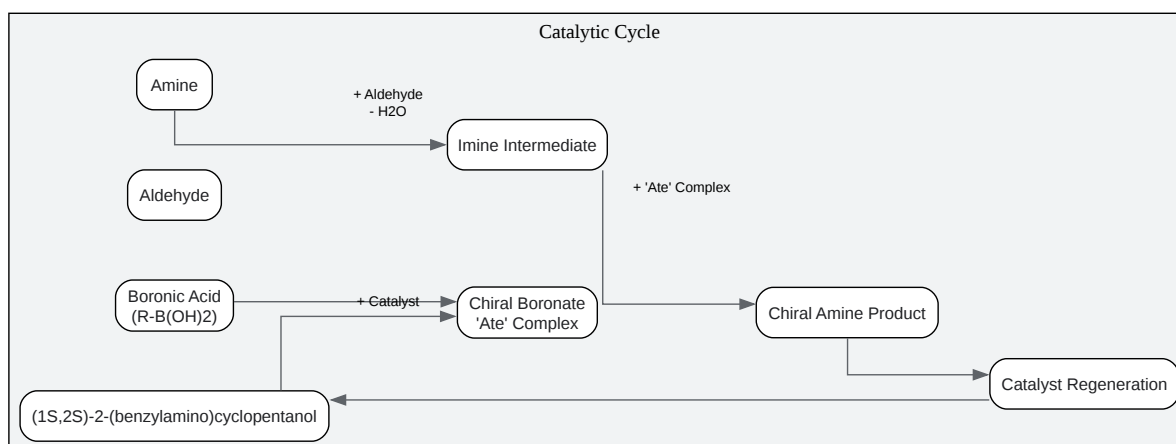 Catalytic Cycle
Amine
+ Aldehyde
- H2O
Imine Intermediate
Aldehyde
+ 'Ate' Complex
Boronic Acid
(R-B(OH)2)
+ Catalyst
Chiral Boronate
'Ate' Complex
Chiral Amine Product
Catalyst Regeneration
(1S,2S)-2-(benzylamino)cyclopentanol